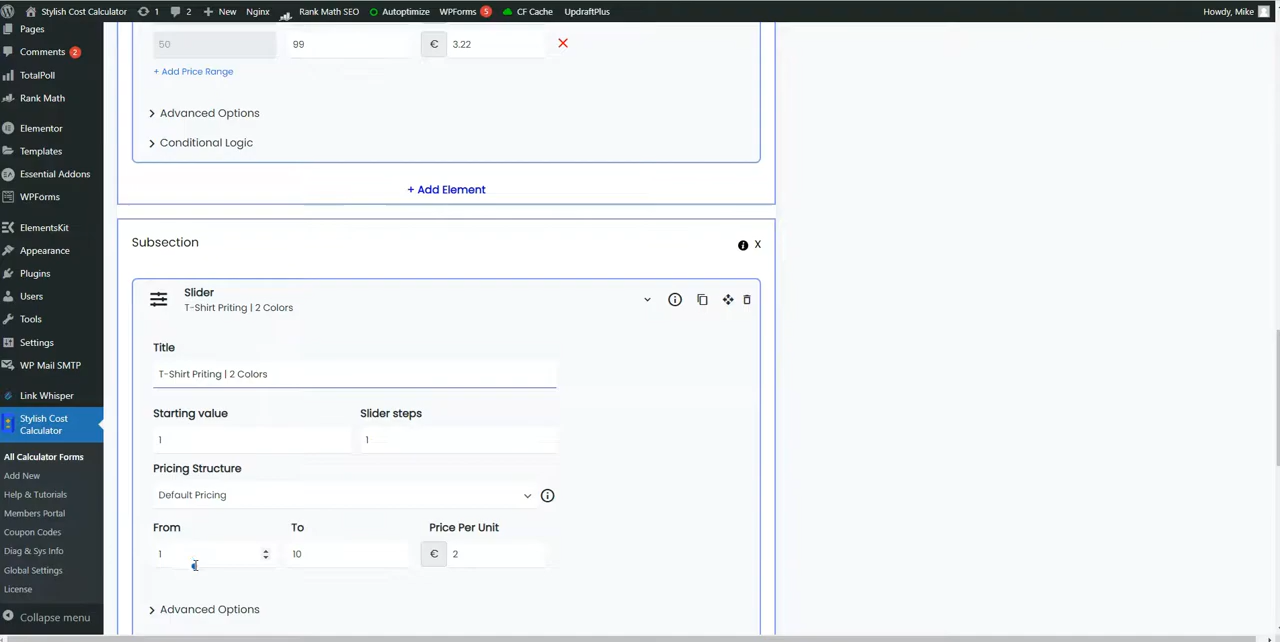 Stylish Cost Calculator
1
2
New
Nginx
Rank Math SEO
Autoptimize
WPForms 5
CF Cache
UpdraftPlus
Howdy, Mike
Pages
Comments 2
TotalPoll
Rank Math
Elementor
Templates
Essential Addons
WPForms
ElementsKit
Appearance
Plugins
Users
Tools
Settings
WP Mail SMTP
Link Whisper
Stylish Cost
Calculator
All Calculator Forms
Add New
Help & Tutorials
Members Portal
Coupon Codes
Diag & Sys Info
Global Settings
License
Collapse menu
50 99 € 3.22
+ Add Price Range
Advanced Options
Conditional Logic
+ Add Element
Subsection X
Slider
T-Shirt Priting | 2 Colors
Title
T-Shirt Priting | 2 Colors
Starting value Slider steps
1 1
Pricing Structure
Default Pricing
From To Price Per Unit
1 10 € 2
Advanced Options